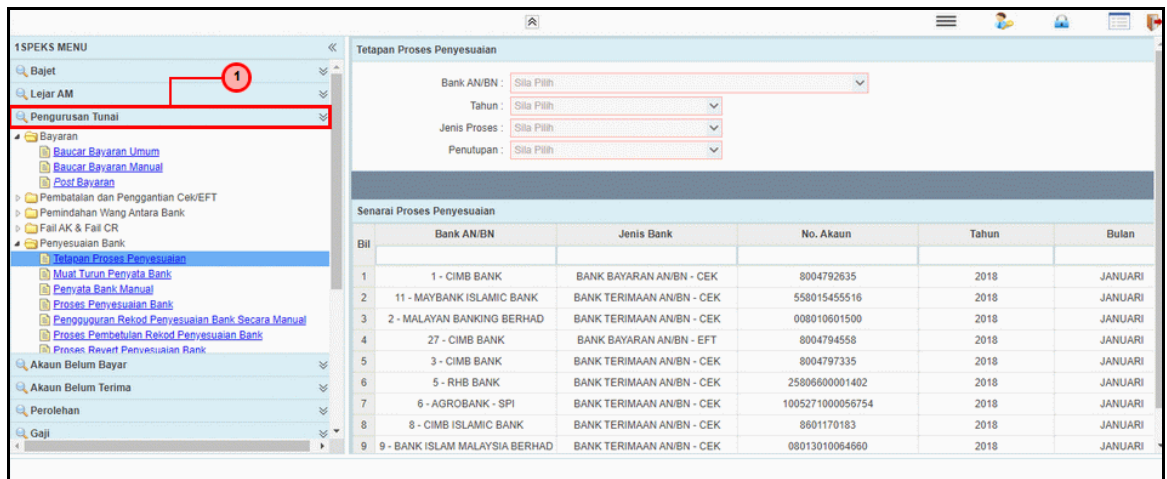 1SPEKS MENU
Bajet
1
Lejar AM
Pengurusan Tunai
Bayaran
Baucar Bayaran Umum
Baucar Bayaran Manual
Post Bayaran
Pembatalan dan Penggantian Cek/EFT
Pemindahan Wang Antara Bank
Fail AK & Fail CR
Penyesuaian Bank
Tetapan Proses Penyesuaian
Muat Turun Penyata Bank
Penyata Bank Manual
Proses Penyesuaian Bank
Pengguguran Rekod Penyesuaian Bank Secara Manual
Proses Pembetulan Rekod Penyesuaian Bank
Proses Revert Penyesuaian Bank
Akaun Belum Bayar
Akaun Belum Terima
Perolehan
Gaji
Tetapan Proses Penyesuaian
Bank AN/BN : Sila Pilih
Tahun : Sila Pilih
Jenis Proses : Sila Pilih
Penutupan : Sila Pilih
Senarai Proses Penyesuaian
Bil Bank AN/BN Jenis Bank No. Akaun Tahun Bulan
1 1 - CIMB BANK BANK BAYARAN AN/BN - CEK 8004792635 2018 JANUARI
2 11 - MAYBANK ISLAMIC BANK BANK TERIMAAN AN/BN - CEK 558015455516 2018 JANUARI
3 2 - MALAYAN BANKING BERHAD BANK TERIMAAN AN/BN - CEK 008010601500 2018 JANUARI
4 27 - CIMB BANK BANK BAYARAN AN/BN - EFT 8004794558 2018 JANUARI
5 3 - CIMB BANK BANK TERIMAAN AN/BN - CEK 8004797335 2018 JANUARI
6 5 - RHB BANK BANK TERIMAAN AN/BN - CEK 25806600001402 2018 JANUARI
7 6 - AGROBANK - SPI BANK TERIMAAN AN/BN - CEK 1005271000056754 2018 JANUARI
8 8 - CIMB ISLAMIC BANK BANK TERIMAAN AN/BN - CEK 8601170183 2018 JANUARI
9 9 - BANK ISLAM MALAYSIA BERHAD BANK TERIMAAN AN/BN - CEK 08013010064660 2018 JANUARI